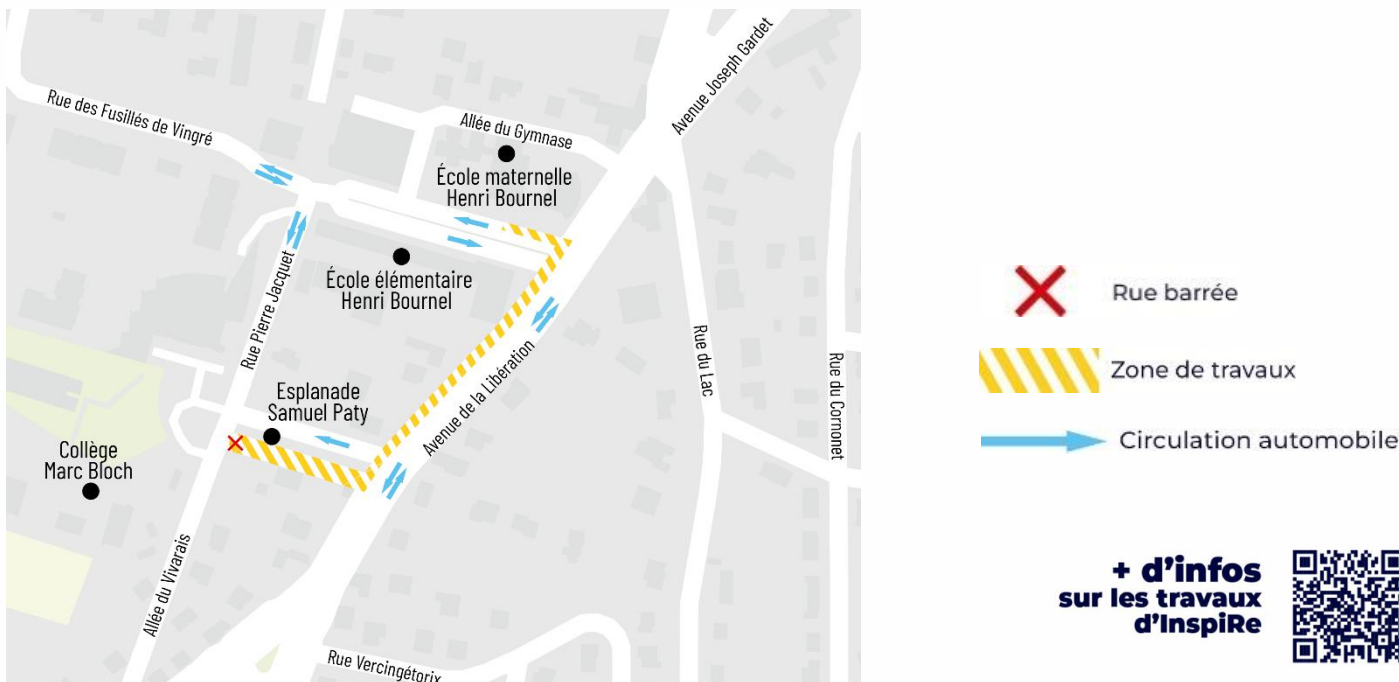 Avenue Joseph Gardet
Rue des Fusillés de Vingré
Allée du Gymnase
École maternelle
Henri Bournel
École élémentaire
Henri Bournel
Rue Pierre Jacquet
Avenue de la Libération
Rue du Lac
Rue du Cornonet
Esplanade
Samuel Paty
Collège
Marc Bloch
Allée du Vivarais
Rue Vercingétorix
Rue barrée
Zone de travaux
Circulation automobile
+ d'infos
sur les travaux
d'InspiRe